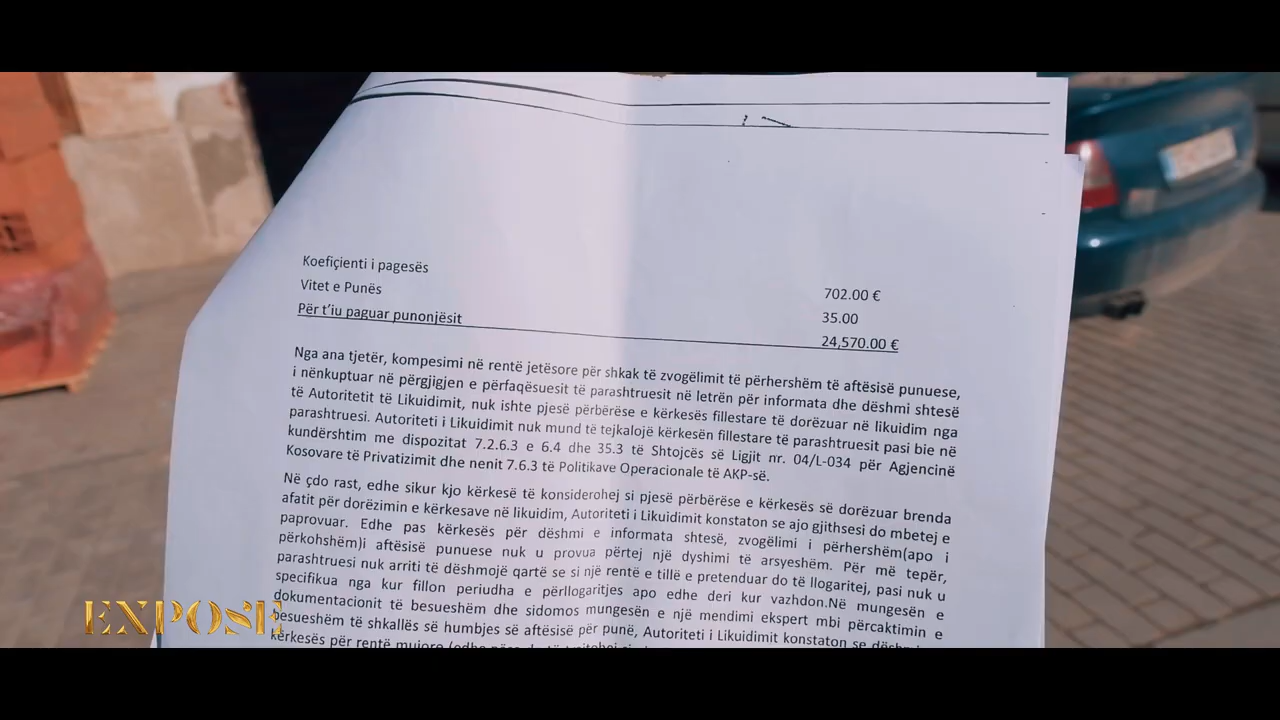 Koefiçienti i pagesës 702.00 €
Vitet e Punës 35.00
Për t'iu paguar punonjësit 24,570.00 €
Nga ana tjetër, kompesimi në rentë jetësore për shkak të zvogëlimit të përhershëm të aftësisë punuese,
i nënkuptuar në përgjigjen e përfaqësuesit të parashtruesit në letrën për informata dhe dëshmi shtesë
të Autoritetit të Likuidimit, nuk ishte pjesë përbërëse e kërkesës fillestare të dorëzuar në likuidim nga
parashtruesi. Autoriteti i Likuidimit nuk mund të tejkalojë kërkesën fillestare të parashtruesit pasi bie në
kundërshtim me dispozitat 7.2.6.3 e 6.4 dhe 35.3 të Shtojcës së Ligjit nr. 04/L-034 për Agjencinë
Kosovare të Privatizimit dhe nenit 7.6.3 të Politikave Operacionale të AKP-së.
Në çdo rast, edhe sikur kjo kërkesë të konsiderohej si pjesë përbërëse e kërkesës së dorëzuar brenda
afatit për dorëzimin e kërkesave në likuidim, Autoriteti i Likuidimit konstaton se ajo gjithsesi do mbetej e
paprovuar. Edhe pas kërkesës për dëshmi e informata shtesë, zvogëlimi i përhershëm(apo i
përkohshëm)i aftësisë punuese nuk u provua përtej një dyshimi të arsyeshëm. Për më tepër,
parashtruesi nuk arriti të dëshmojë qartë se si një rentë e tillë e pretenduar do të llogaritej, pasi nuk u
specifikua nga kur fillon periudha e përllogaritjes apo edhe deri kur vazhdon.Në mungesën e
dokumentacionit të besueshëm dhe sidomos mungesën e një mendimi ekspert mbi përcaktimin e
besueshëm të shkallës së humbjes së aftësisë për punë, Autoriteti i Likuidimit konstaton se
kërkesës për rentë mujore
EXPOSE